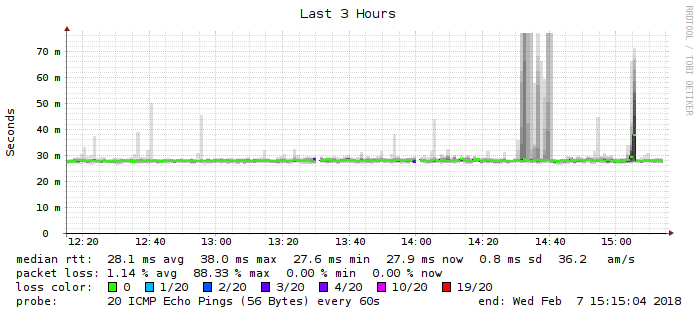 Last 3 Hours
RRDTOOL / TOBI OETIKER
Seconds
70 m
60 m
50 m
40 m
30 m
20 m
10 m
0
12:20 12:40 13:00 13:20 13:40 14:00 14:20 14:40 15:00
median rtt: 28.1 ms avg 38.0 ms max 27.6 ms min 27.9 ms now 0.8 ms sd 36.2 am/s
packet loss: 1.14 % avg 88.33 % max 0.00 % min 0.00 % now
loss color: 0 1/20 2/20 3/20 4/20 10/20 19/20
probe: 20 ICMP Echo Pings (56 Bytes) every 60s end: Wed Feb 7 15:15:04 2018